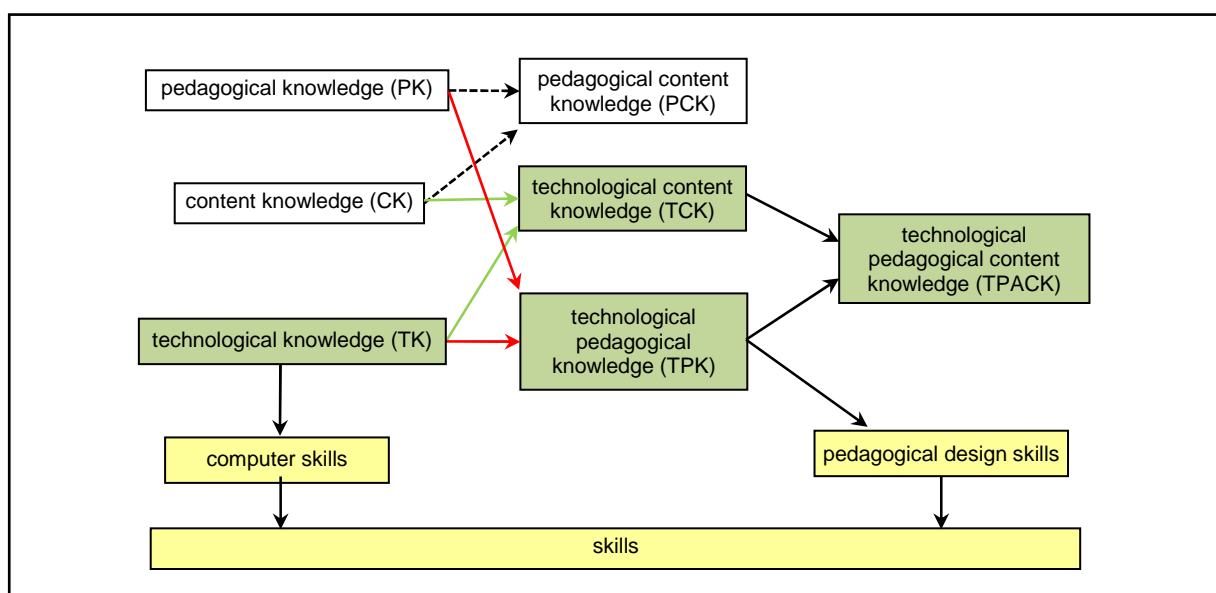 pedagogical knowledge (PK)
pedagogical content
knowledge (PCK)
content knowledge (CK)
technological content
knowledge (TCK)
technological
pedagogical content
knowledge (TPACK)
technological knowledge (TK)
technological
pedagogical
knowledge (TPK)
computer skills
pedagogical design skills
skills